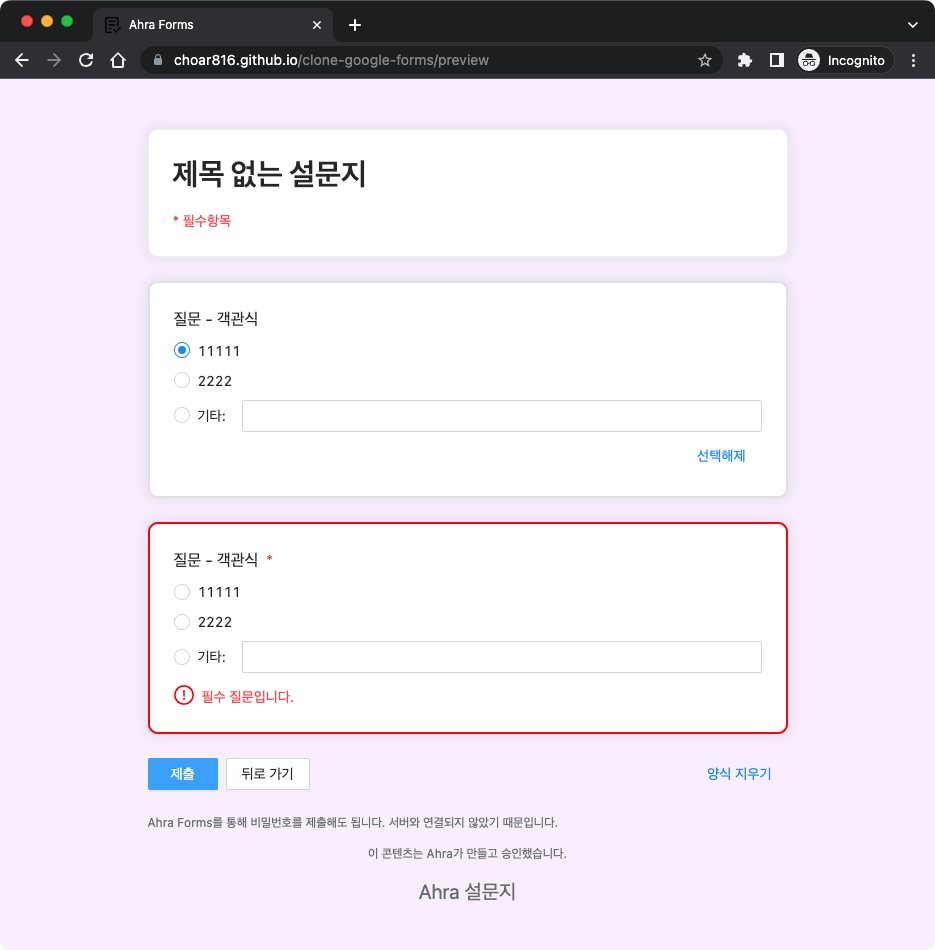 Ahra Forms
choar816.github.io/clone-google-forms/preview
Incognito
제목 없는 설문지
* 필수항목
질문 - 객관식
11111
2222
기타:
선택해제
질문 - 객관식 *
11111
2222
기타:
필수 질문입니다.
제출 뒤로 가기 양식 지우기
Ahra Forms를 통해 비밀번호를 제출해도 됩니다. 서버와 연결되지 않았기 때문입니다.
이 콘텐츠는 Ahra가 만들고 승인했습니다.
Ahra 설문지